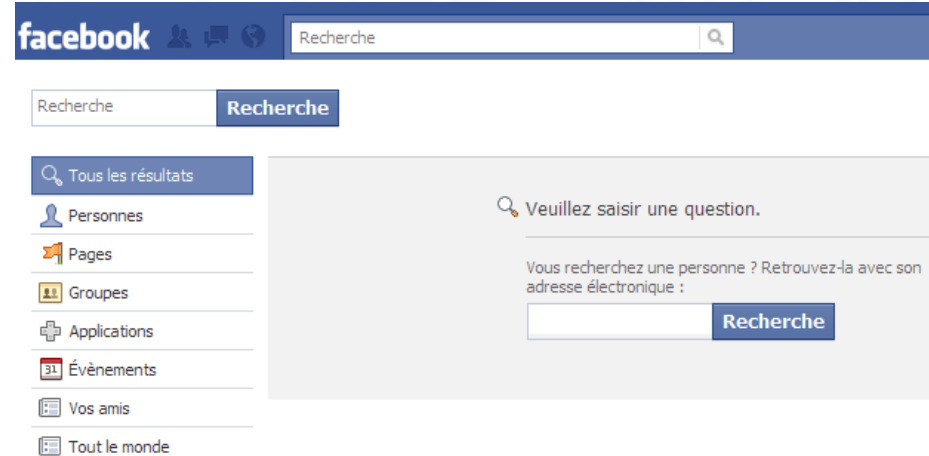 facebook Recherche
Recherche Recherche
Tous les résultats
Personnes
Pages
Groupes
Applications
31 Évènements
Vos amis
Tout le monde
Veuillez saisir une question.
Vous recherchez une personne ? Retrouvez-la avec son
adresse électronique :
Recherche